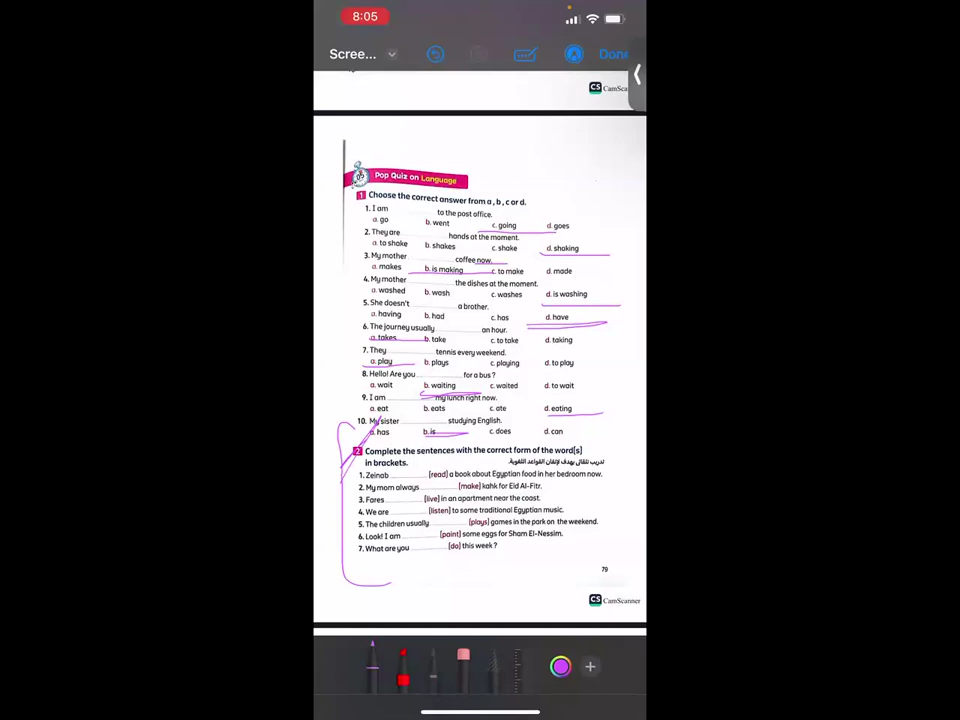 8:05
Scree...
Done
CS CamSca
05
Pop Quiz on Language
1 Choose the correct answer from a , b , c or d.
1. I am to the post office.
a. go b. went c. going d. goes
2. They are hands at the moment.
a. to shake b. shakes c. shake d. shaking
3. My mother coffee now.
a. makes b. is making c. to make d. made
4. My mother the dishes at the moment.
a. washed b. wash c. washes d. is washing
5. She doesn't a brother.
a. having b. had c. has d. have
6. The journey usually an hour.
a. takes b. take c. to take d. taking
7. They tennis every weekend.
a. play b. plays c. playing d. to play
8. Hello! Are you for a bus ?
a. wait b. waiting c. waited d. to wait
9. I am my lunch right now.
a. eat b. eats c. ate d. eating
10. My sister studying English.
a. has b. is c. does d. can
2 Complete the sentences with the correct form of the word[s]
in brackets. تدريب تلقائي يهدف لإتقان القواعد اللغوية.
1. Zeinab [read] a book about Egyptian food in her bedroom now.
2. My mom always [make] kahk for Eid Al-Fitr.
3. Fares [live] in an apartment near the coast.
4. We are [listen] to some traditional Egyptian music.
5. The children usually [plays] games in the park on the weekend.
6. Look! I am [paint] some eggs for Sham El-Nessim.
7. What are you [do] this week ?
79
CS CamScanner